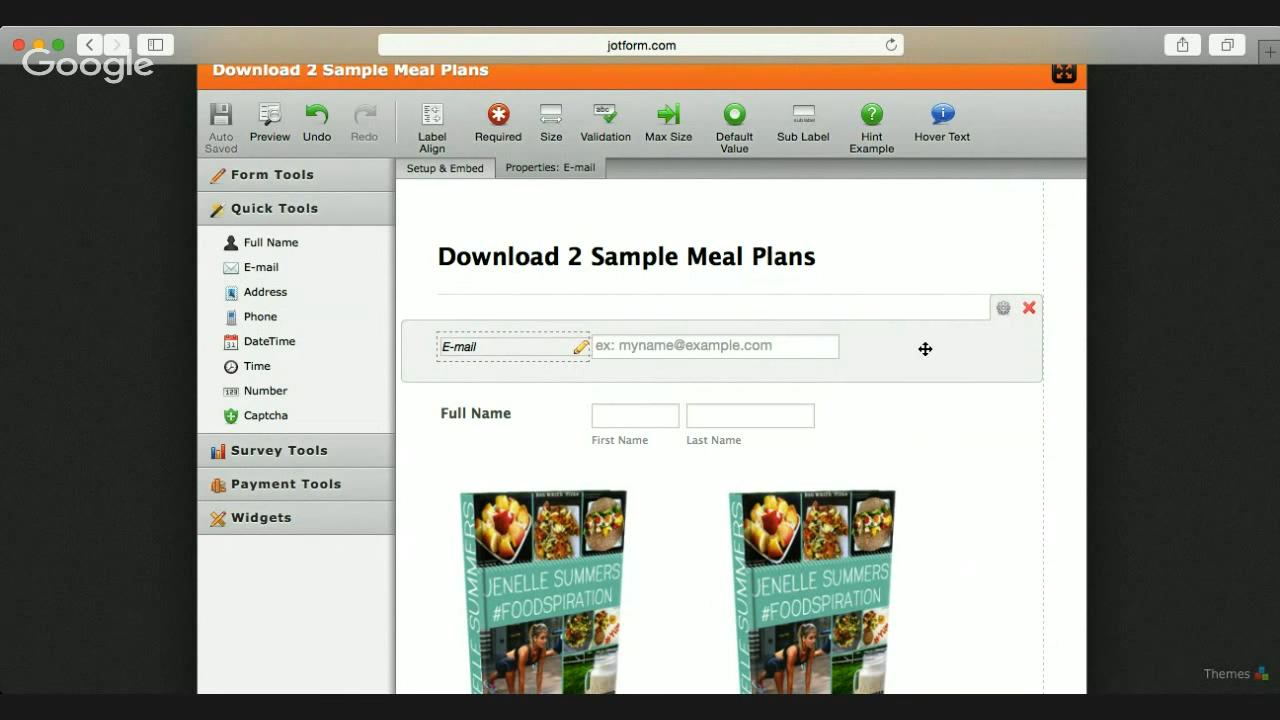 jotform.com
Google
Download 2 Sample Meal Plans
Auto Saved
Preview
Undo
Redo
Label Align
Required
Size
abc
Validation
Max Size
Default Value
sub label
Sub Label
Hint Example
Hover Text
Form Tools
Setup & Embed
Properties: E-mail
Quick Tools
Full Name
E-mail
Address
Phone
DateTime
Time
Number
Captcha
Survey Tools
Payment Tools
Widgets
Download 2 Sample Meal Plans
E-mail
ex: myname@example.com
Full Name
First Name
Last Name
JENELLE SUMMERS
#FOODSPIRATION
JENELLE SUMMERS
#FOODSPIRATION
Themes